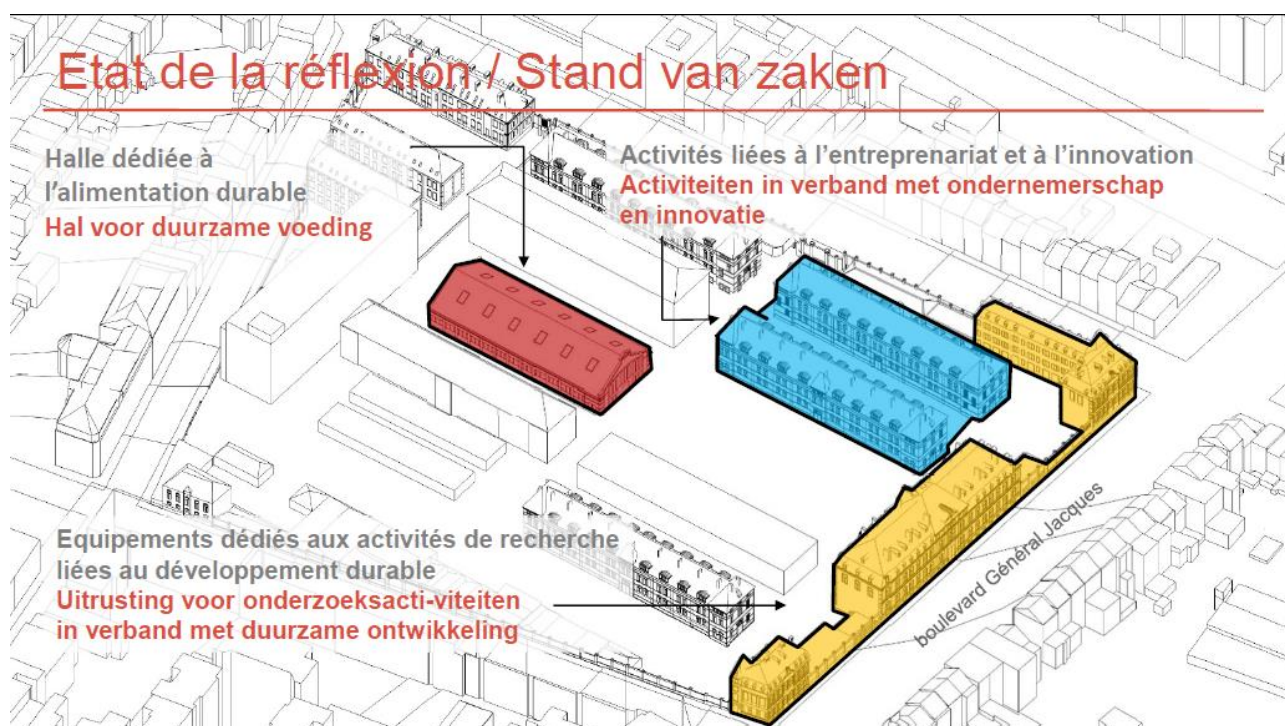 Etat de la réflexion / Stand van zaken
Halle dédiée à
l'alimentation durable
Hal voor duurzame voeding
Activités liées à l'entreprenariat et à l'innovation
Activiteiten in verband met ondernemerschap
en innovatie
Equipements dédiés aux activités de recherche
liées au développement durable
Uitrusting voor onderzoeksacti-viteiten
in verband met duurzame ontwikkeling
boulevard Général Jacques